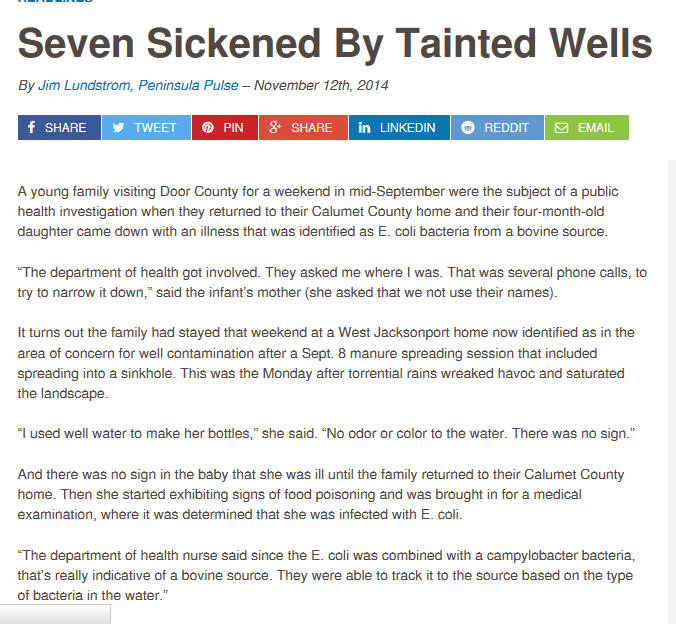 HEADLINES
Seven Sickened By Tainted Wells
By Jim Lundstrom, Peninsula Pulse – November 12th, 2014
SHARE TWEET PIN SHARE LINKEDIN REDDIT EMAIL
A young family visiting Door County for a weekend in mid-September were the subject of a public
health investigation when they returned to their Calumet County home and their four-month-old
daughter came down with an illness that was identified as E. coli bacteria from a bovine source.
“The department of health got involved. They asked me where I was. That was several phone calls, to
try to narrow it down,” said the infant’s mother (she asked that we not use their names).
It turns out the family had stayed that weekend at a West Jacksonport home now identified as in the
area of concern for well contamination after a Sept. 8 manure spreading session that included
spreading into a sinkhole. This was the Monday after torrential rains wreaked havoc and saturated
the landscape.
“I used well water to make her bottles,” she said. “No odor or color to the water. There was no sign.”
And there was no sign in the baby that she was ill until the family returned to their Calumet County
home. Then she started exhibiting signs of food poisoning and was brought in for a medical
examination, where it was determined that she was infected with E. coli.
“The department of health nurse said since the E. coli was combined with a campylobacter bacteria,
that’s really indicative of a bovine source. They were able to track it to the source based on the type
of bacteria in the water.”